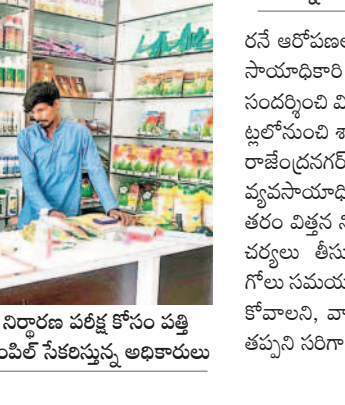 నిర్ధారణ పరీక్ష కోసం పత్తి
సేకరిస్తున్న అధికారులు
రనే ఆరోపణల
సాయాధికారి
సందర్శించి వి
ట్లలోనుంచి శా
రాజేంద్రనగర్
వ్యవసాయాధి
తరం విత్తన ని
చర్యలు తీసు
గోలు సమయ
కోవాలని, వా
తప్పని సరిగా